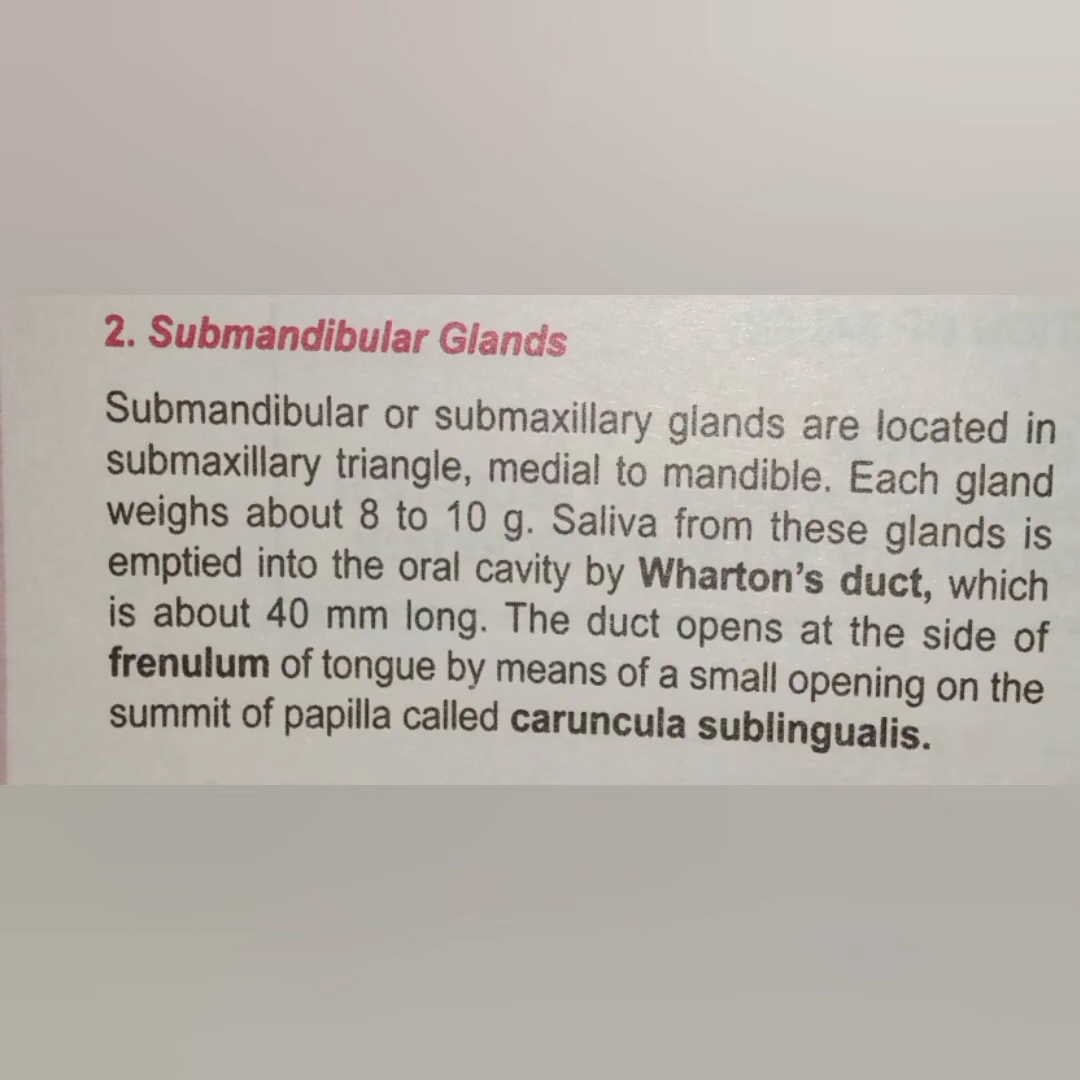 2. Submandibular Glands
Submandibular or submaxillary glands are located in
submaxillary triangle, medial to mandible. Each gland
weighs about 8 to 10 g. Saliva from these glands is
emptied into the oral cavity by Wharton's duct, which
is about 40 mm long. The duct opens at the side of
frenulum of tongue by means of a small opening on the
summit of papilla called caruncula sublingualis.